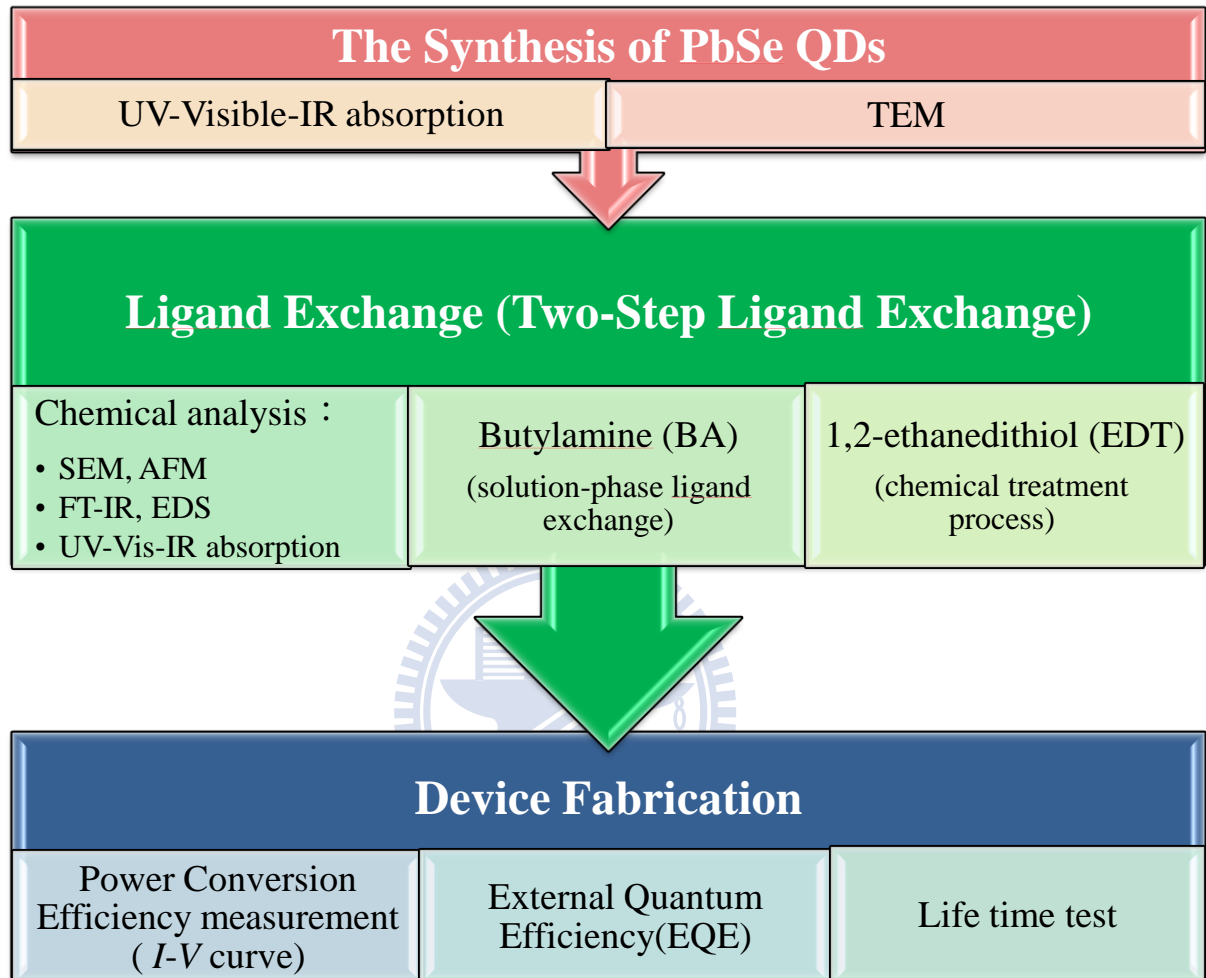 The Synthesis of PbSe QDs
UV-Visible-IR absorption
TEM
Ligand Exchange (Two-Step Ligand Exchange)
Chemical analysis：
• SEM, AFM
• FT-IR, EDS
• UV-Vis-IR absorption
Butylamine (BA)
(solution-phase ligand
exchange)
1,2-ethanedithiol (EDT)
(chemical treatment
process)
Device Fabrication
Power Conversion
Efficiency measurement
( I-V curve)
External Quantum
Efficiency(EQE)
Life time test